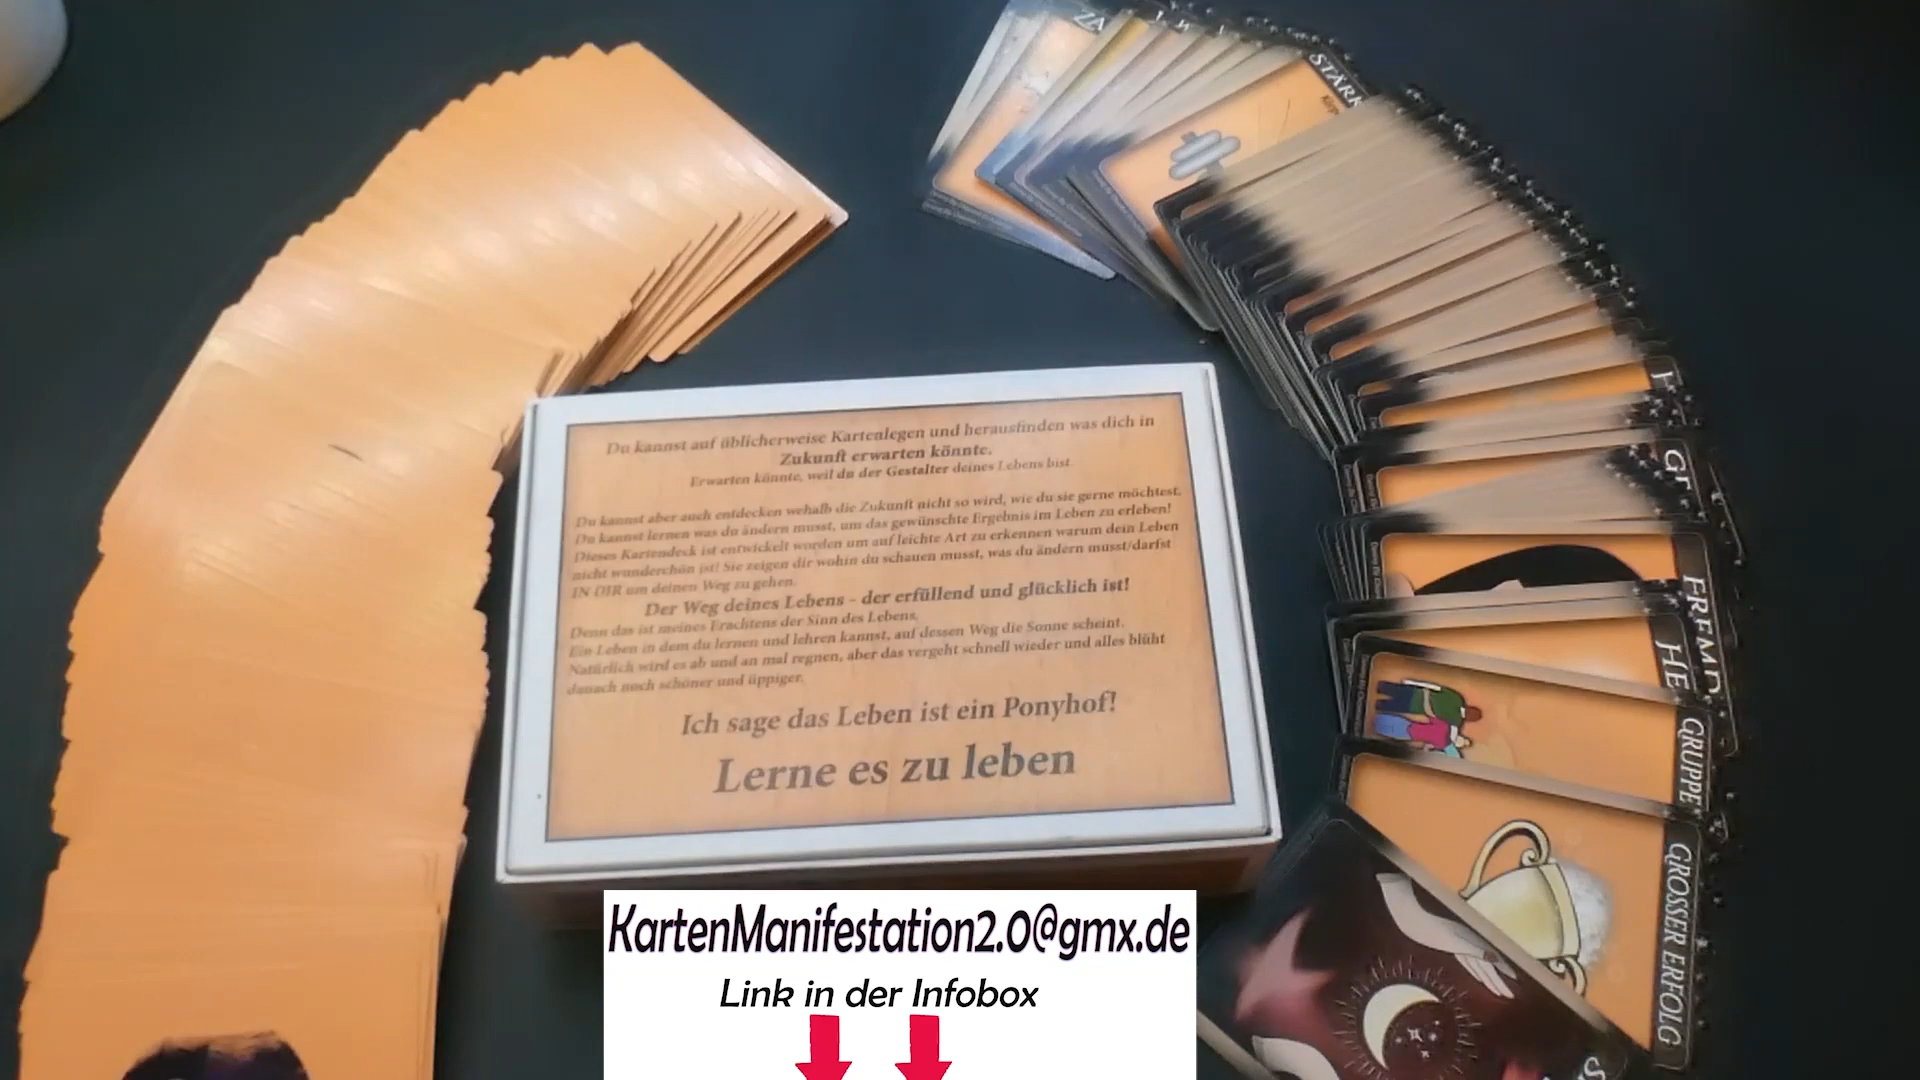 STÄRK
Du kannst auf üblicherweise Kartenlegen und herausfinden was dich in
Zukunft erwarten könnte.
Erwarten könnte, weil du der Gestalter deines Lebens bist.
Du kannst aber auch entdecken wehalb die Zukunft nicht so wird, wie du sie gerne möchtest.
Du kannst lernen was du ändern musst, um das gewünschte Ergebnis im Leben zu erleben!
Dieses Kartendeck ist entwickelt worden um auf leichte Art zu erkennen warum dein Leben
nicht wunderchön ist! Sie zeigen dir wohin du schauen musst, was du ändern musst/darfst
IN DIR um deinen Weg zu gehen.
Der Weg deines Lebens - der erfüllend und glücklich ist!
Denn das ist meines Erachtens der Sinn des Lebens,
Ein Leben in dem du lernen und lehren kannst, auf dessen Weg die Sonne scheint.
Natürlich wird es ab und an mal regnen, aber das vergeht schnell wieder und alles blüht
danach noch schöner und üppiger.
Ich sage das Leben ist ein Ponyhof!
Lerne es zu leben
GR
FREMD
HE
GRUPPE
GROSSER ERFOLG
KartenManifestation2.0@gmx.de
Link in der Infobox